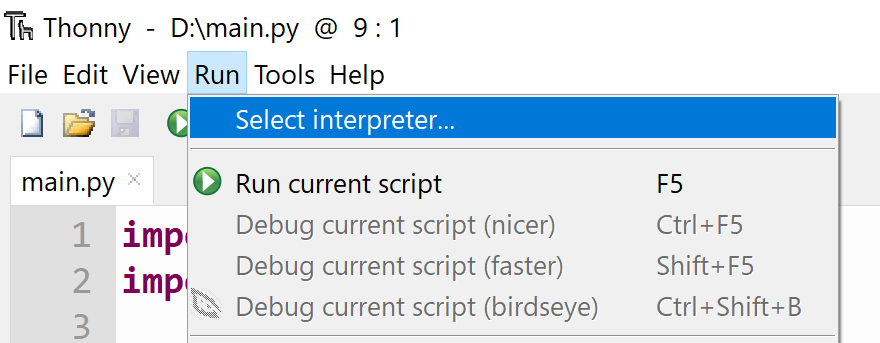 Thonny - D:\main.py @ 9 : 1
File Edit View Run Tools Help
Select interpreter...
main.py ×
Run current script F5
1 impo
Debug current script (nicer) Ctrl+F5
2 impo
Debug current script (faster) Shift+F5
3
Debug current script (birdseye) Ctrl+Shift+B